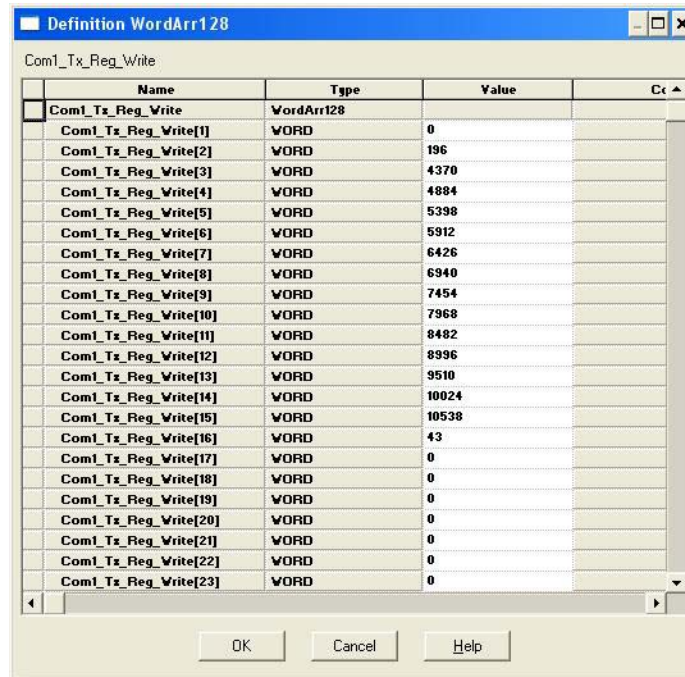 Definition WordArr128
Com1_Tx_Reg_Write
Name Type Value Co
Com1_Tx_Reg_Write WordArr128
Com1_Tx_Reg_Write[1] WORD 0
Com1_Tx_Reg_Write[2] WORD 196
Com1_Tx_Reg_Write[3] WORD 4370
Com1_Tx_Reg_Write[4] WORD 4884
Com1_Tx_Reg_Write[5] WORD 5398
Com1_Tx_Reg_Write[6] WORD 5912
Com1_Tx_Reg_Write[7] WORD 6426
Com1_Tx_Reg_Write[8] WORD 6940
Com1_Tx_Reg_Write[9] WORD 7454
Com1_Tx_Reg_Write[10] WORD 7968
Com1_Tx_Reg_Write[11] WORD 8482
Com1_Tx_Reg_Write[12] WORD 8996
Com1_Tx_Reg_Write[13] WORD 9510
Com1_Tx_Reg_Write[14] WORD 10024
Com1_Tx_Reg_Write[15] WORD 10538
Com1_Tx_Reg_Write[16] WORD 43
Com1_Tx_Reg_Write[17] WORD 0
Com1_Tx_Reg_Write[18] WORD 0
Com1_Tx_Reg_Write[19] WORD 0
Com1_Tx_Reg_Write[20] WORD 0
Com1_Tx_Reg_Write[21] WORD 0
Com1_Tx_Reg_Write[22] WORD 0
Com1_Tx_Reg_Write[23] WORD 0
OK Cancel Help